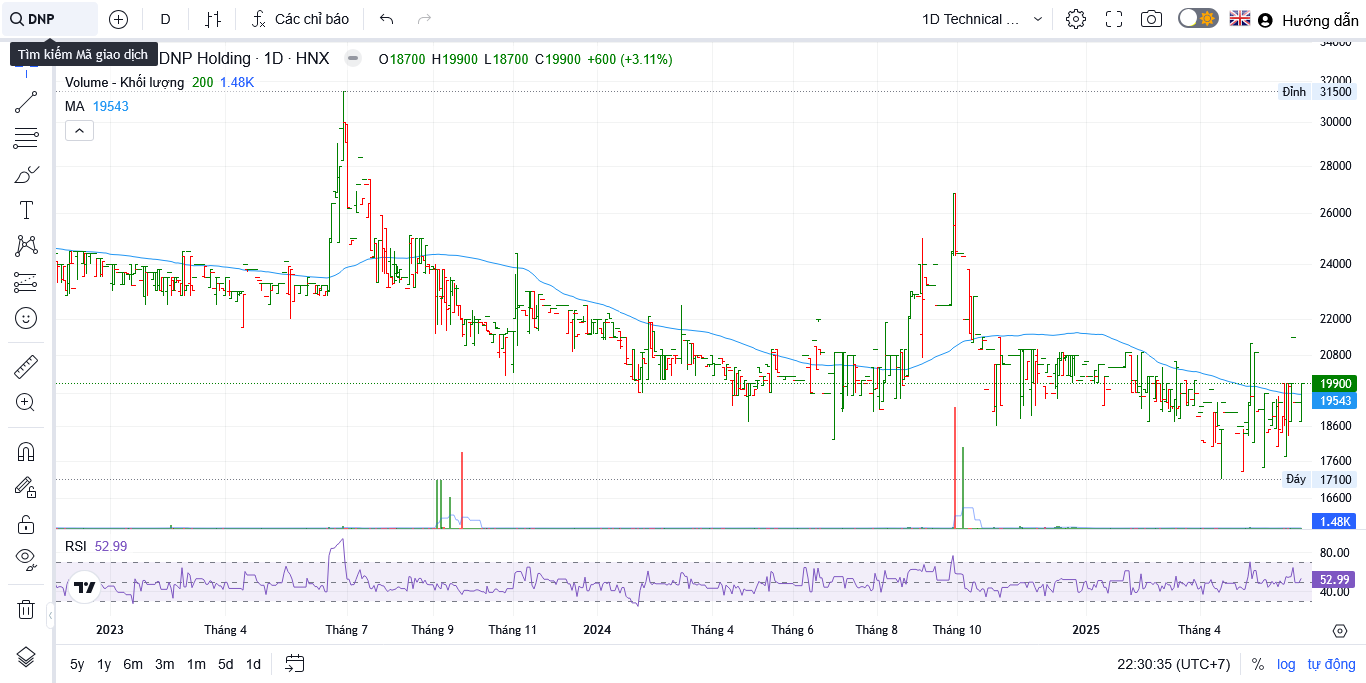 DNP D Các chỉ báo 1D Technical ... Hướng dẫn
Tìm kiếm Mã giao dịch
DNP Holding · 1D · HNX O18700 H19900 L18700 C19900 +600 (+3.11%)
Volume - Khối lượng 200 1.48K
MA 19543
34000
32000
Đỉnh 31500
30000
28000
26000
24000
22000
20800
19900
19543
18600
17600
Đáy 17100
16600
1.48K
RSI 52.99
80.00
52.99
40.00
2023 Tháng 4 Tháng 7 Tháng 9 Tháng 11 2024 Tháng 4 Tháng 6 Tháng 8 Tháng 10 2025 Tháng 4
5y 1y 6m 3m 1m 5d 1d 22:30:35 (UTC+7) % log tự động